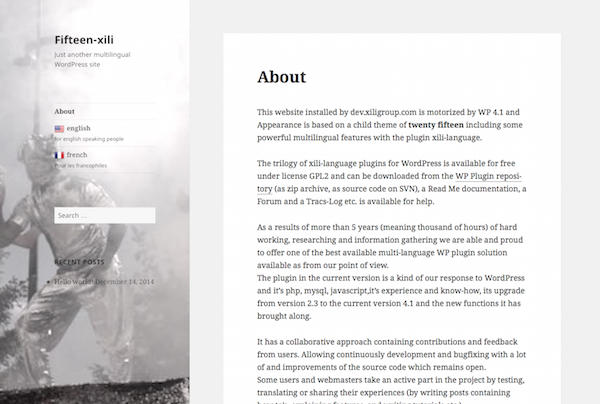 Fifteen-xili
Just another multilingual
WordPress site
About
english
for english speaking people
french
Pour les francophiles
Search …
RECENT POSTS
Hello world! December 14, 2014
About
This website installed by dev.xiligroup.com is motorized by WP 4.1 and
Appearance is based on a child theme of twenty fifteen including some
powerful multilingual features with the plugin xili-language.
The trilogy of xili-language plugins for WordPress is available for free
under license GPL2 and can be downloaded from the WP Plugin reposi-
tory (as zip archive, as source code on SVN), a Read Me documentation, a
Forum and a Tracs-Log etc. is available for help.
As a results of more than 5 years (meaning thousand of hours) of hard
working, researching and information gathering we are able and proud
to offer one of the best available multi-language WP plugin solution
available as from our point of view.
The plugin in the current version is a kind of our response to WordPress
and it's php, mysql, javascript,it's experience and know-how, its upgrade
from version 2.3 to the current version 4.1 and the new functions it has
brought along.
It has a collaborative approach containing contributions and feedback
from users. Allowing continuously development and bugfixing with a lot
of and improvements of the source code which remains open.
Some users and webmasters take an active part in the project by testing,
translating or sharing their experiences (by writing posts containing